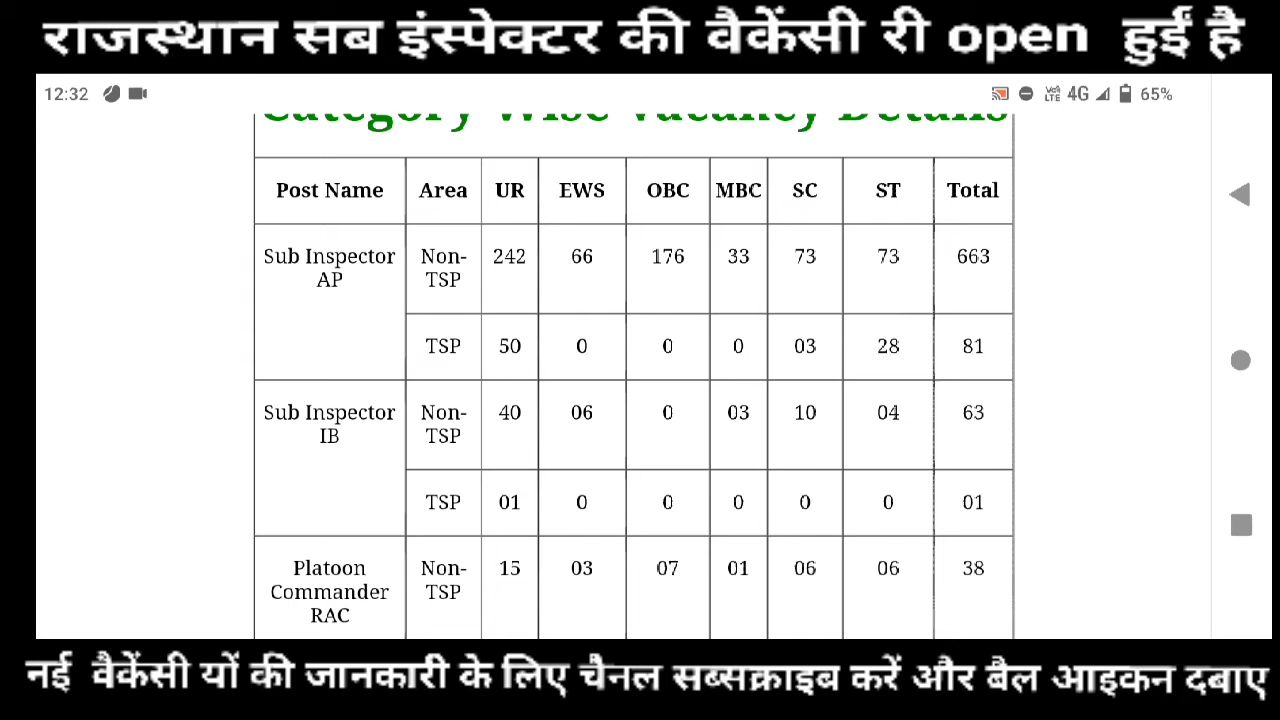 राजस्थान सब इंस्पेक्टर की वैकेंसी री open हुई है
12:32 VoLTE 4G 65%
Category Wise Vacancy Details
Post Name Area UR EWS OBC MBC SC ST Total
Sub Inspector AP Non-TSP 242 66 176 33 73 73 663
TSP 50 0 0 0 03 28 81
Sub Inspector IB Non-TSP 40 06 0 03 10 04 63
TSP 01 0 0 0 0 0 01
Platoon Commander RAC Non-TSP 15 03 07 01 06 06 38
नई वैकेंसी यों की जानकारी के लिए चैनल सब्सक्राइब करें और बैल आइकन दबाए